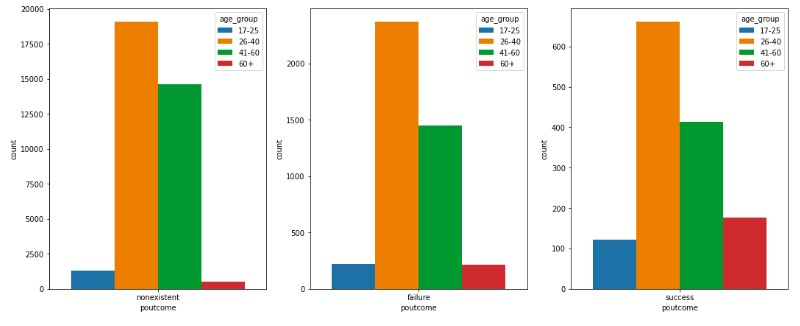 20000
17500
15000
12500
10000
7500
5000
2500
0
count
age_group
17-25
26-40
41-60
60+
nonexistent
poutcome
2000
1500
1000
500
0
count
age_group
17-25
26-40
41-60
60+
failure
poutcome
600
500
400
300
200
100
0
count
age_group
17-25
26-40
41-60
60+
success
poutcome